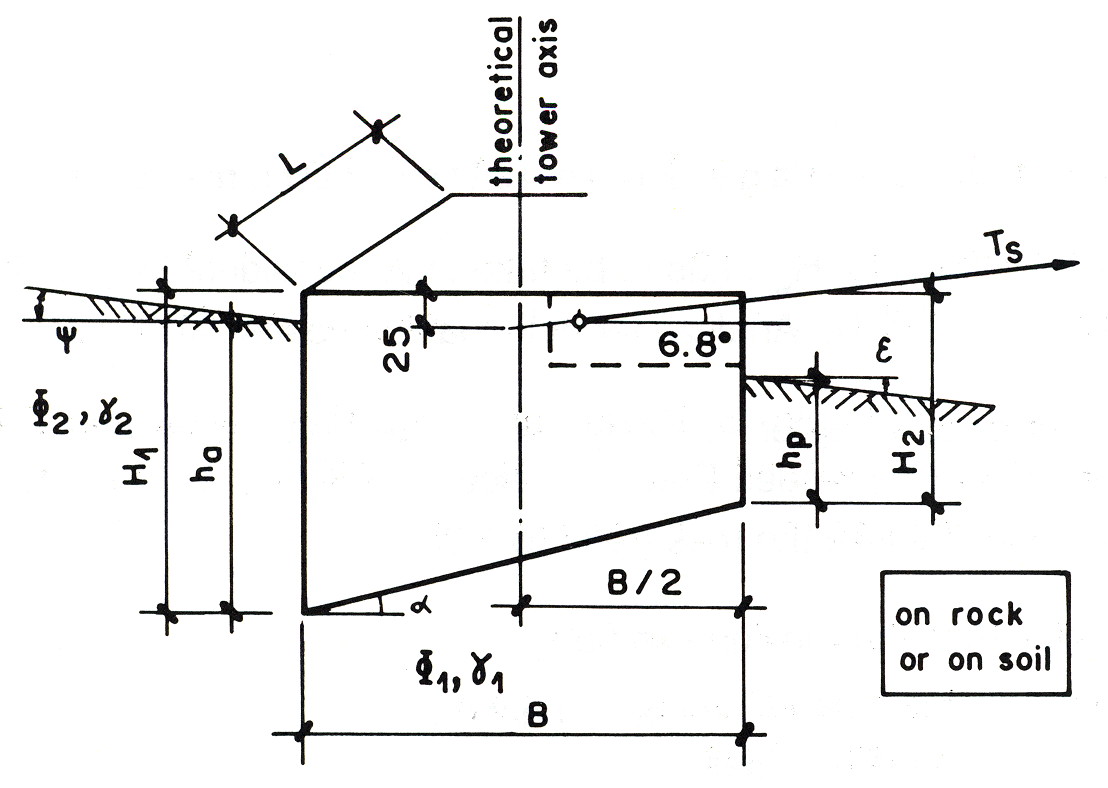 theoretical
tower axis
L
Ts
25
6.8°
ψ
ε
Φ2, γ2
H1
ha
hp
H2
α
B/2
Φ1, γ1
B
on rock
or on soil